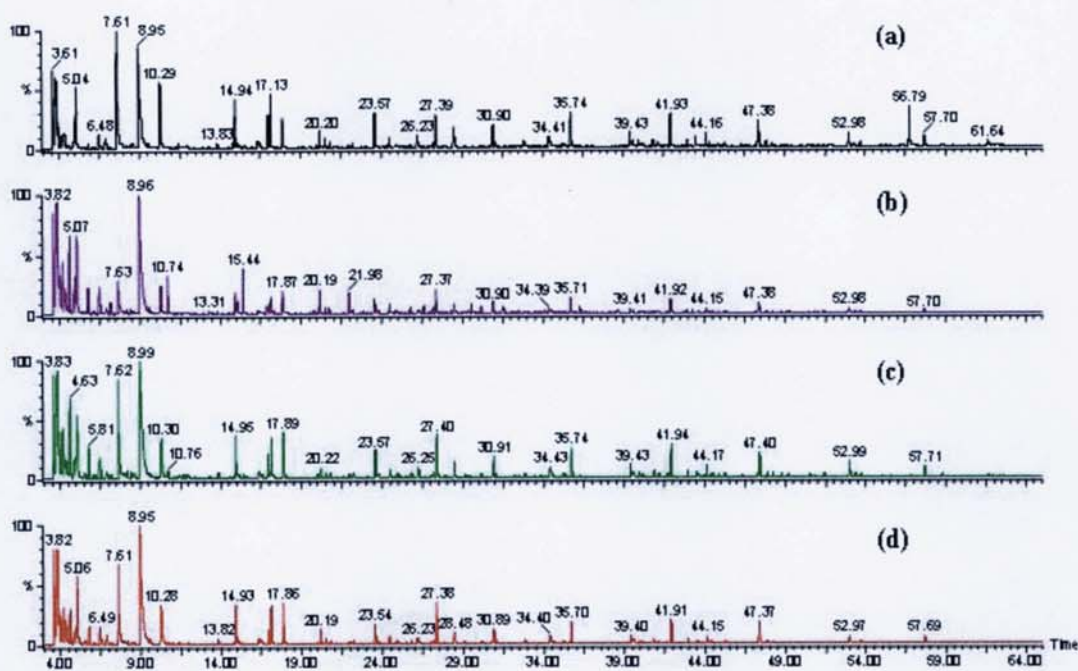 100 7.61 8.95 (a)
3.61 5.04 10.29
% 6.48 13.83 14.94 17.13 20.20 23.57 26.23 27.39 30.90 34.41 35.74 39.43 41.93 44.16 47.38 52.98 56.79 57.70 61.64
0
100 3.82 8.96 (b)
5.07
% 7.63 10.74 13.31 15.44 17.87 20.19 21.98 27.37 30.90 34.39 35.71 39.41 41.92 44.15 47.38 52.98 57.70
0
100 3.83 8.99 (c)
4.63 7.62
% 5.81 10.30 10.76 14.95 17.89 20.22 23.57 26.25 27.40 30.91 34.43 35.74 39.43 41.94 44.17 47.40 52.99 57.71
0
100 3.82 8.95 (d)
5.06 7.61
% 6.49 10.28 13.82 14.93 17.86 20.19 23.54 26.23 27.38 28.48 30.89 34.40 35.70 39.40 41.91 44.15 47.37 52.97 57.69
0 Time
4.00 9.00 14.00 19.00 24.00 29.00 34.00 39.00 44.00 49.00 54.00 59.00 64.00